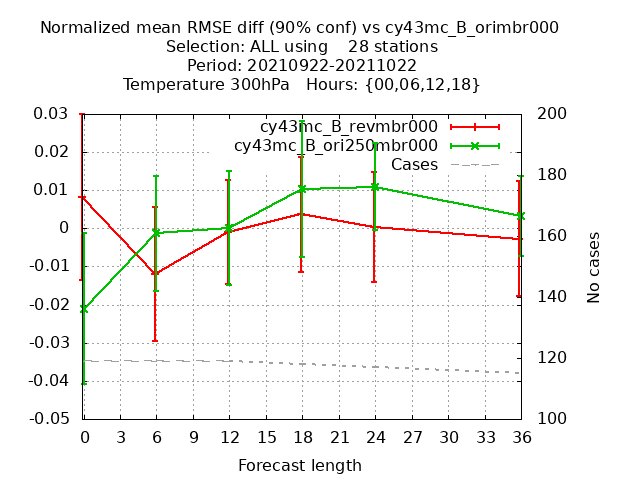 Normalized mean RMSE diff (90% conf) vs cy43mc_B_orimbr000
Selection: ALL using    28 stations
Period: 20210922-20211022
Temperature 300hPa   Hours: {00,06,12,18}
cy43mc_B_revmbr000
cy43mc_B_ori250mbr000
Cases
0.03
0.02
0.01
0
-0.01
-0.02
-0.03
-0.04
-0.05
200
180
160
140
120
100
No cases
0 3 6 9 12 15 18 21 24 27 30 33 36
Forecast length